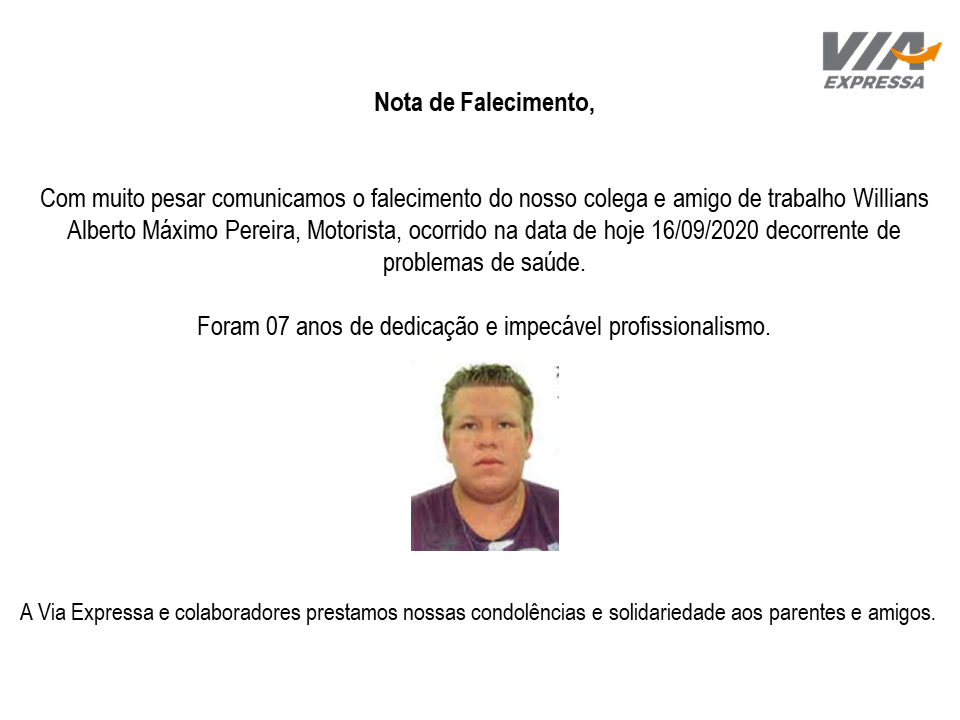 VIA
EXPRESSA
Nota de Falecimento,
Com muito pesar comunicamos o falecimento do nosso colega e amigo de trabalho Willians
Alberto Máximo Pereira, Motorista, ocorrido na data de hoje 16/09/2020 decorrente de
problemas de saúde.
Foram 07 anos de dedicação e impecável profissionalismo.
A Via Expressa e colaboradores prestamos nossas condolências e solidariedade aos parentes e amigos.